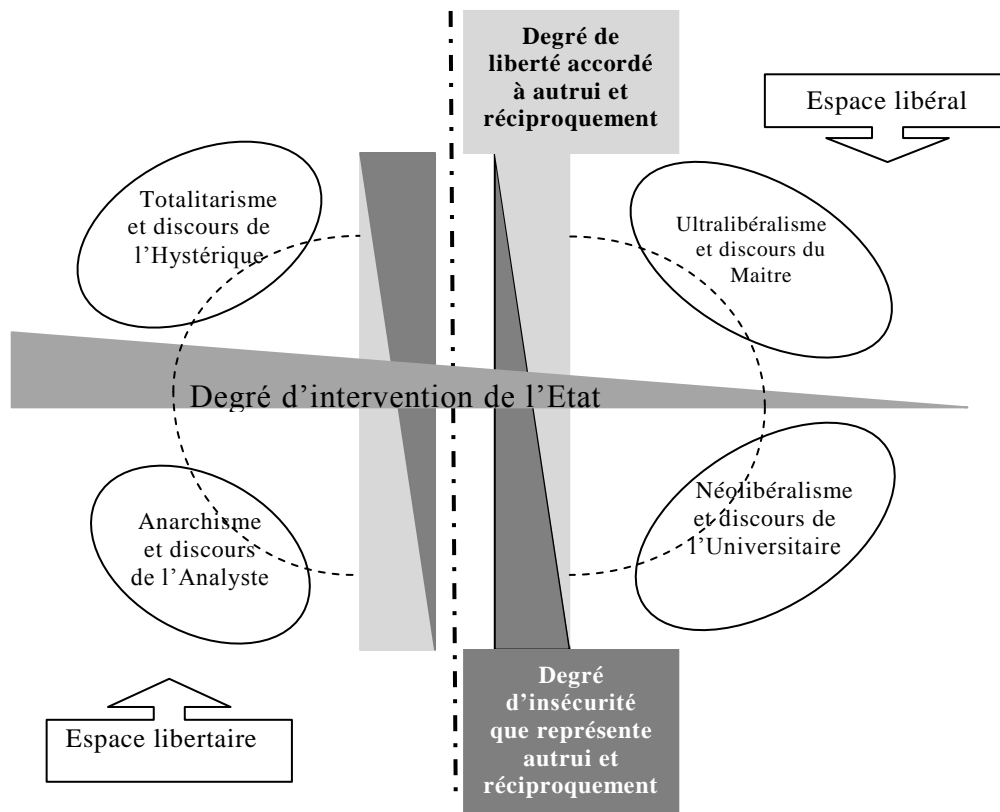 Degré de
liberté accordé
à autrui et
réciproquement
Espace libéral
Totalitarisme
et discours de
l’Hystérique
Ultralibéralisme
et discours du
Maitre
Degré d’intervention de l’Etat
Anarchisme
et discours
de l’Analyste
Néolibéralisme
et discours de
l’Universitaire
Espace libertaire
Degré
d’insécurité
que représente
autrui et
réciproquement